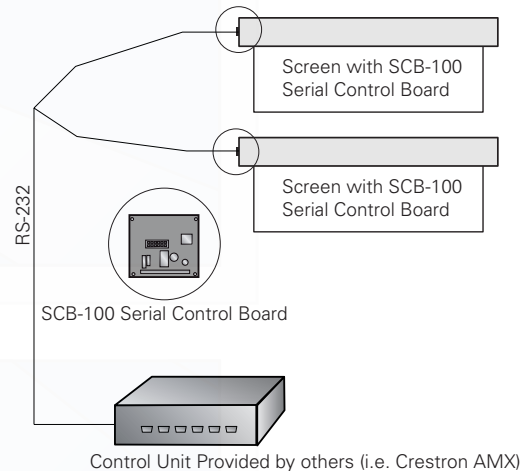 Screen with SCB-100
Serial Control Board
Screen with SCB-100
Serial Control Board
RS-232
SCB-100 Serial Control Board
Control Unit Provided by others (i.e. Crestron AMX)